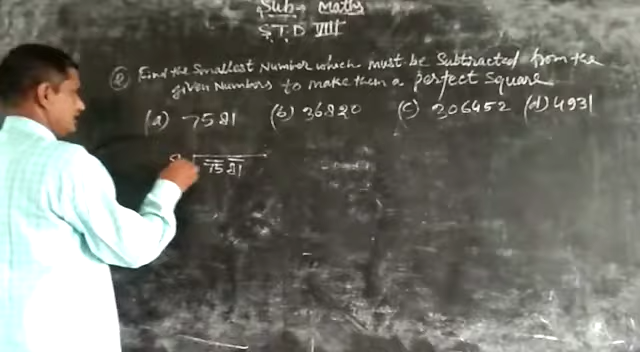 Sub→ Maths
S.T.D VIII
Q Find the Smallest Number which must be Subtracted from the
given Numbers to make them a perfect Square
(a) 7581 (b) 36820 (c) 306452 (d) 4931
8 7581